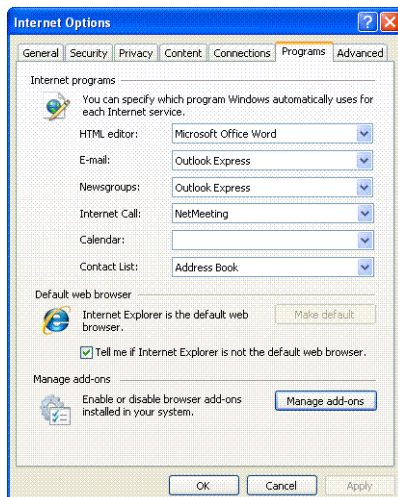 Internet Options
General Security Privacy Content Connections Programs Advanced
Internet programs
You can specify which program Windows automatically uses for
each Internet service.
HTML editor: Microsoft Office Word
E-mail: Outlook Express
Newsgroups: Outlook Express
Internet Call: NetMeeting
Calendar:
Contact List: Address Book
Default web browser
Internet Explorer is the default web
browser.
Make default
Tell me if Internet Explorer is not the default web browser.
Manage add-ons
Enable or disable browser add-ons
installed in your system.
Manage add-ons
OK Cancel Apply